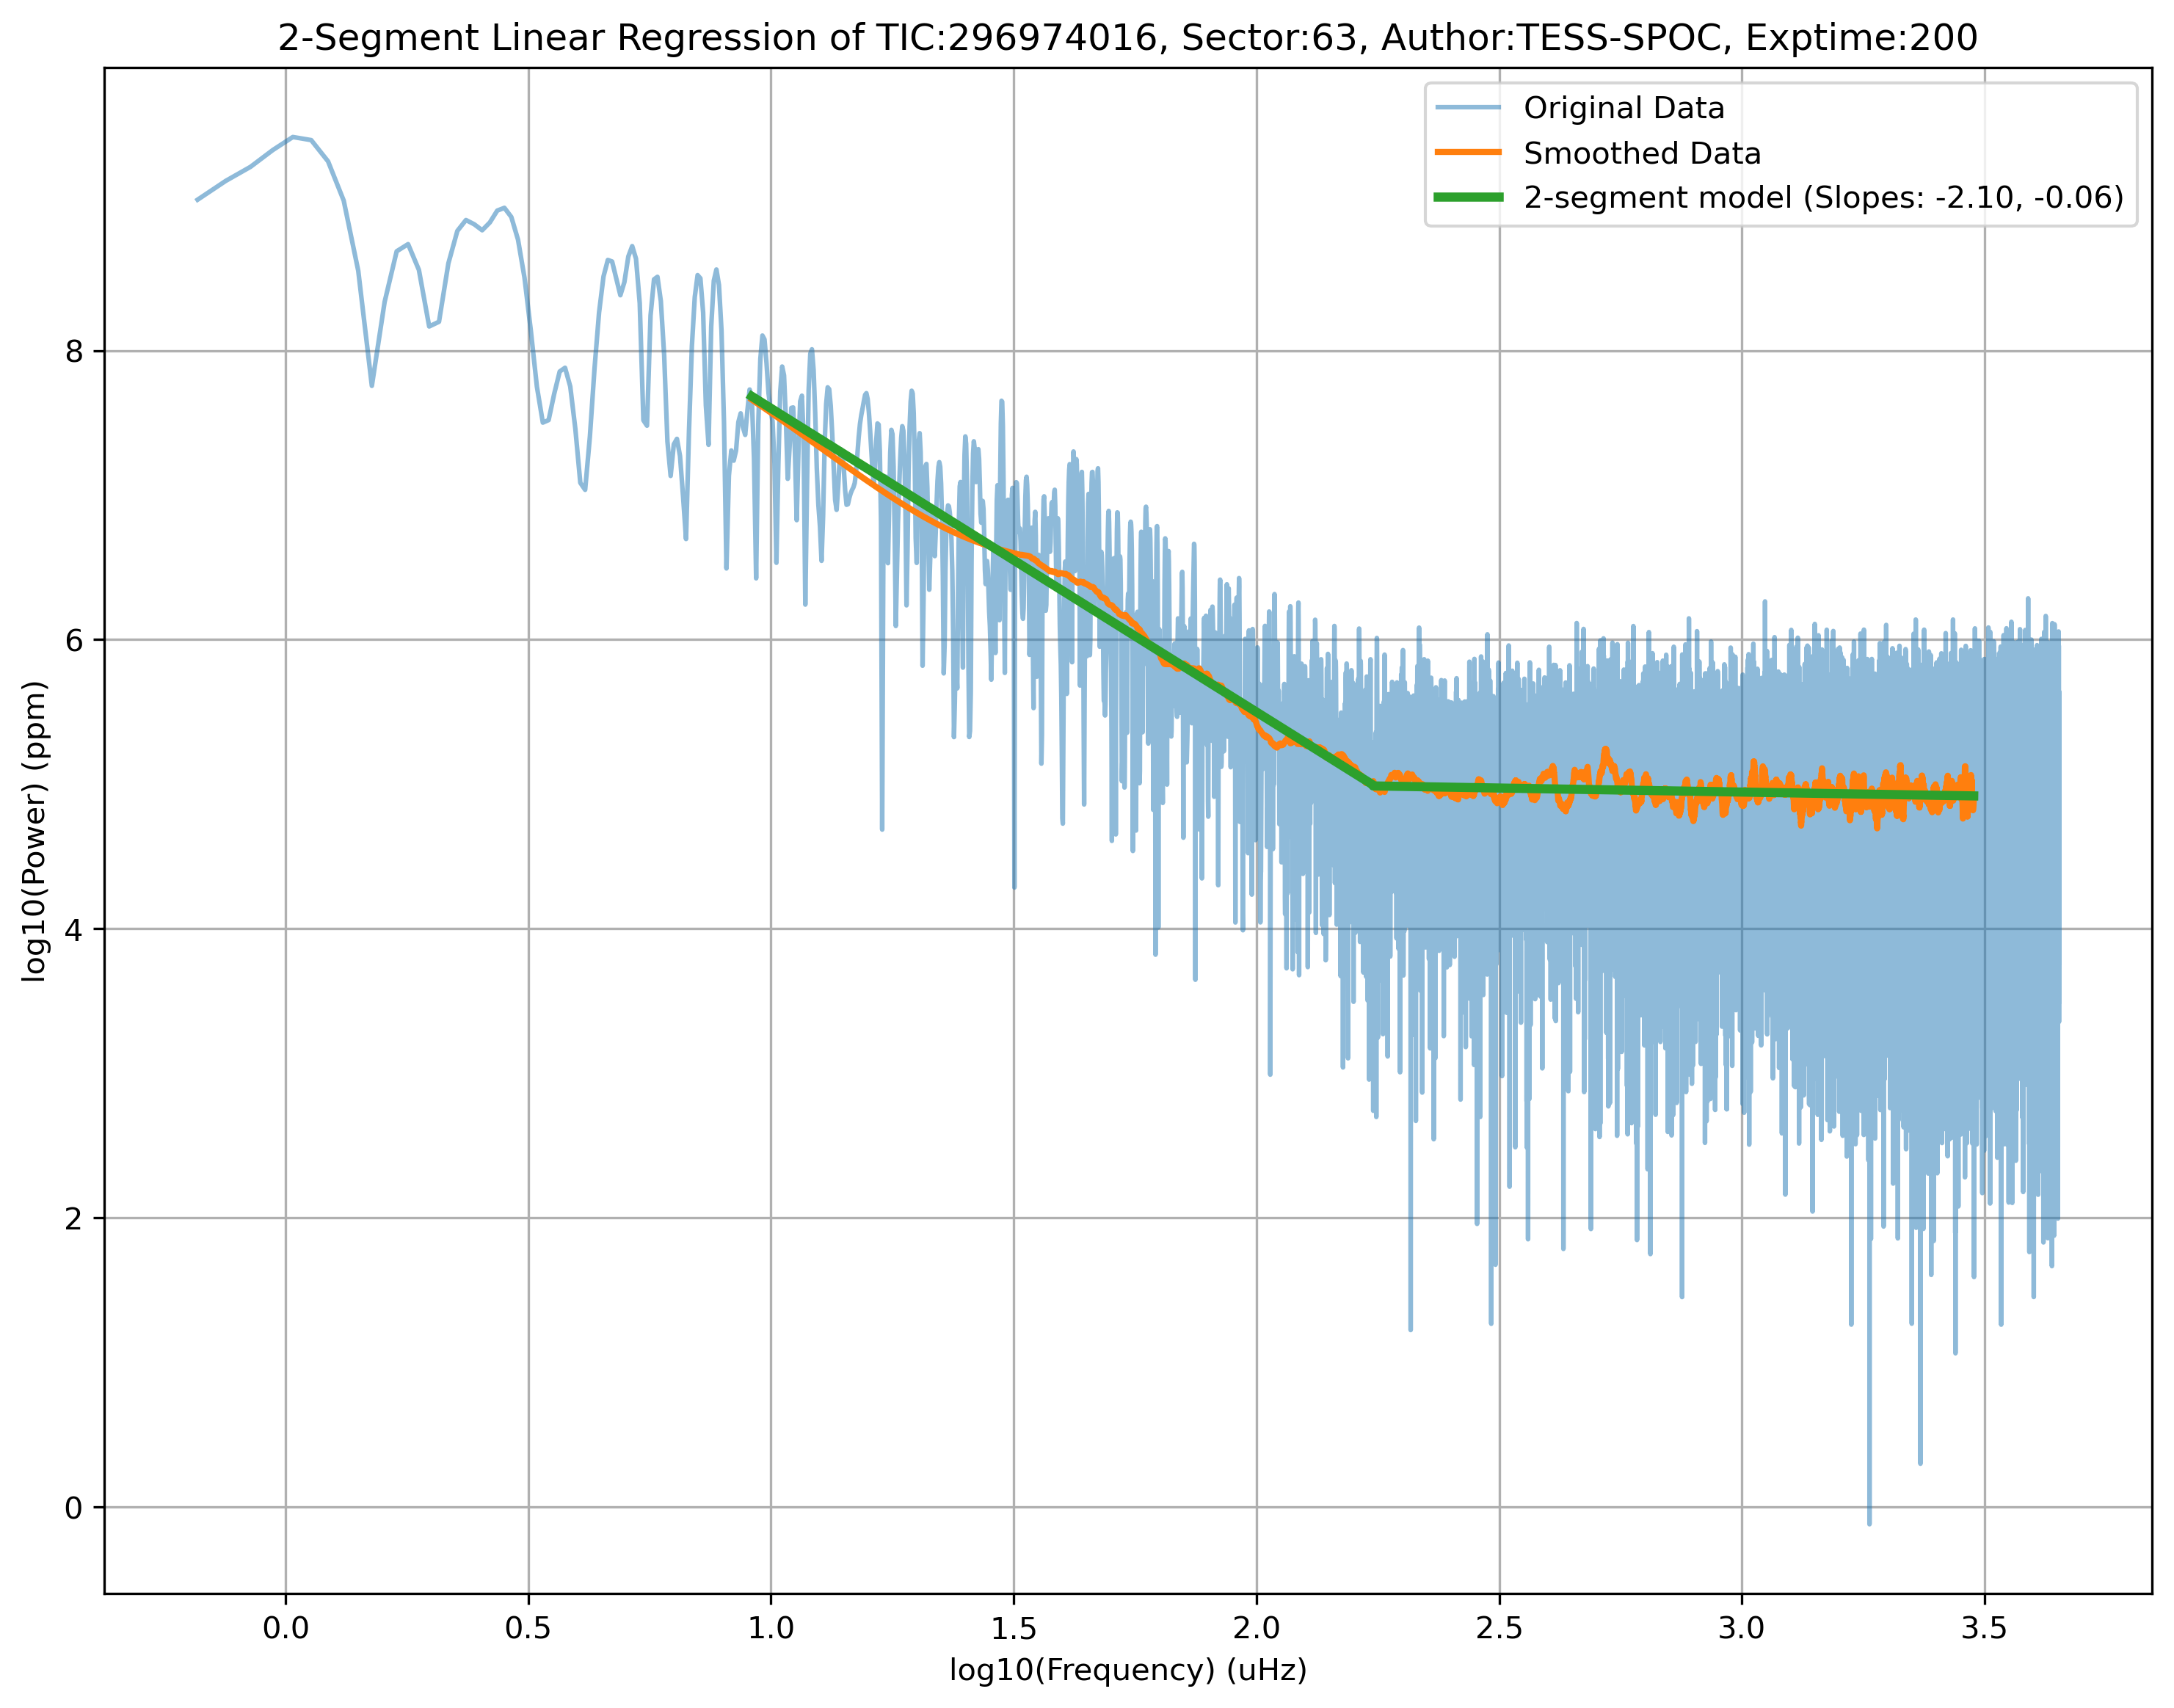 2-Segment Linear Regression of TIC:296974016, Sector:63, Author:TESS-SPOC, Exptime:200
Original Data
Smoothed Data
2-segment model (Slopes: -2.10, -0.06)
log10(Power) (ppm)
8
6
4
2
0
0.0 0.5 1.0 1.5 2.0 2.5 3.0 3.5
log10(Frequency) (uHz)